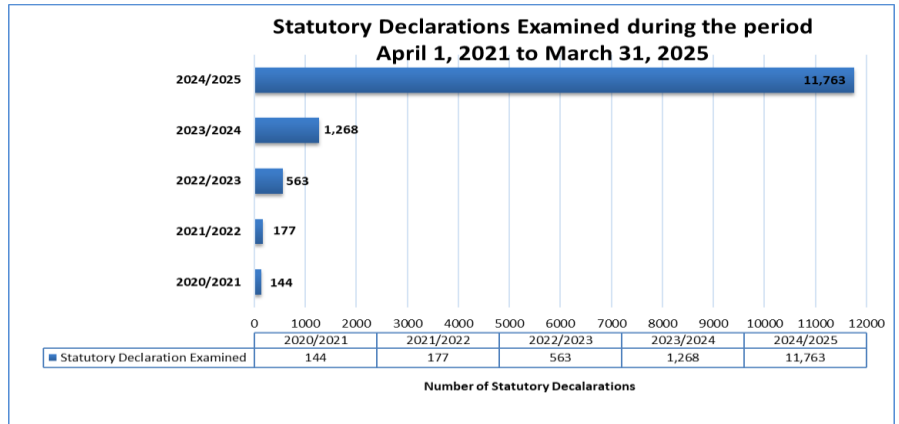 Statutory Declarations Examined during the period
April 1, 2021 to March 31, 2025
2024/2025 11,763
2023/2024 1,268
2022/2023 563
2021/2022 177
2020/2021 144
0 1000 2000 3000 4000 5000 6000 7000 8000 9000 10000 11000 12000
2020/2021 2021/2022 2022/2023 2023/2024 2024/2025
Statutory Declaration Examined 144 177 563 1,268 11,763
Number of Statutory Decalarations